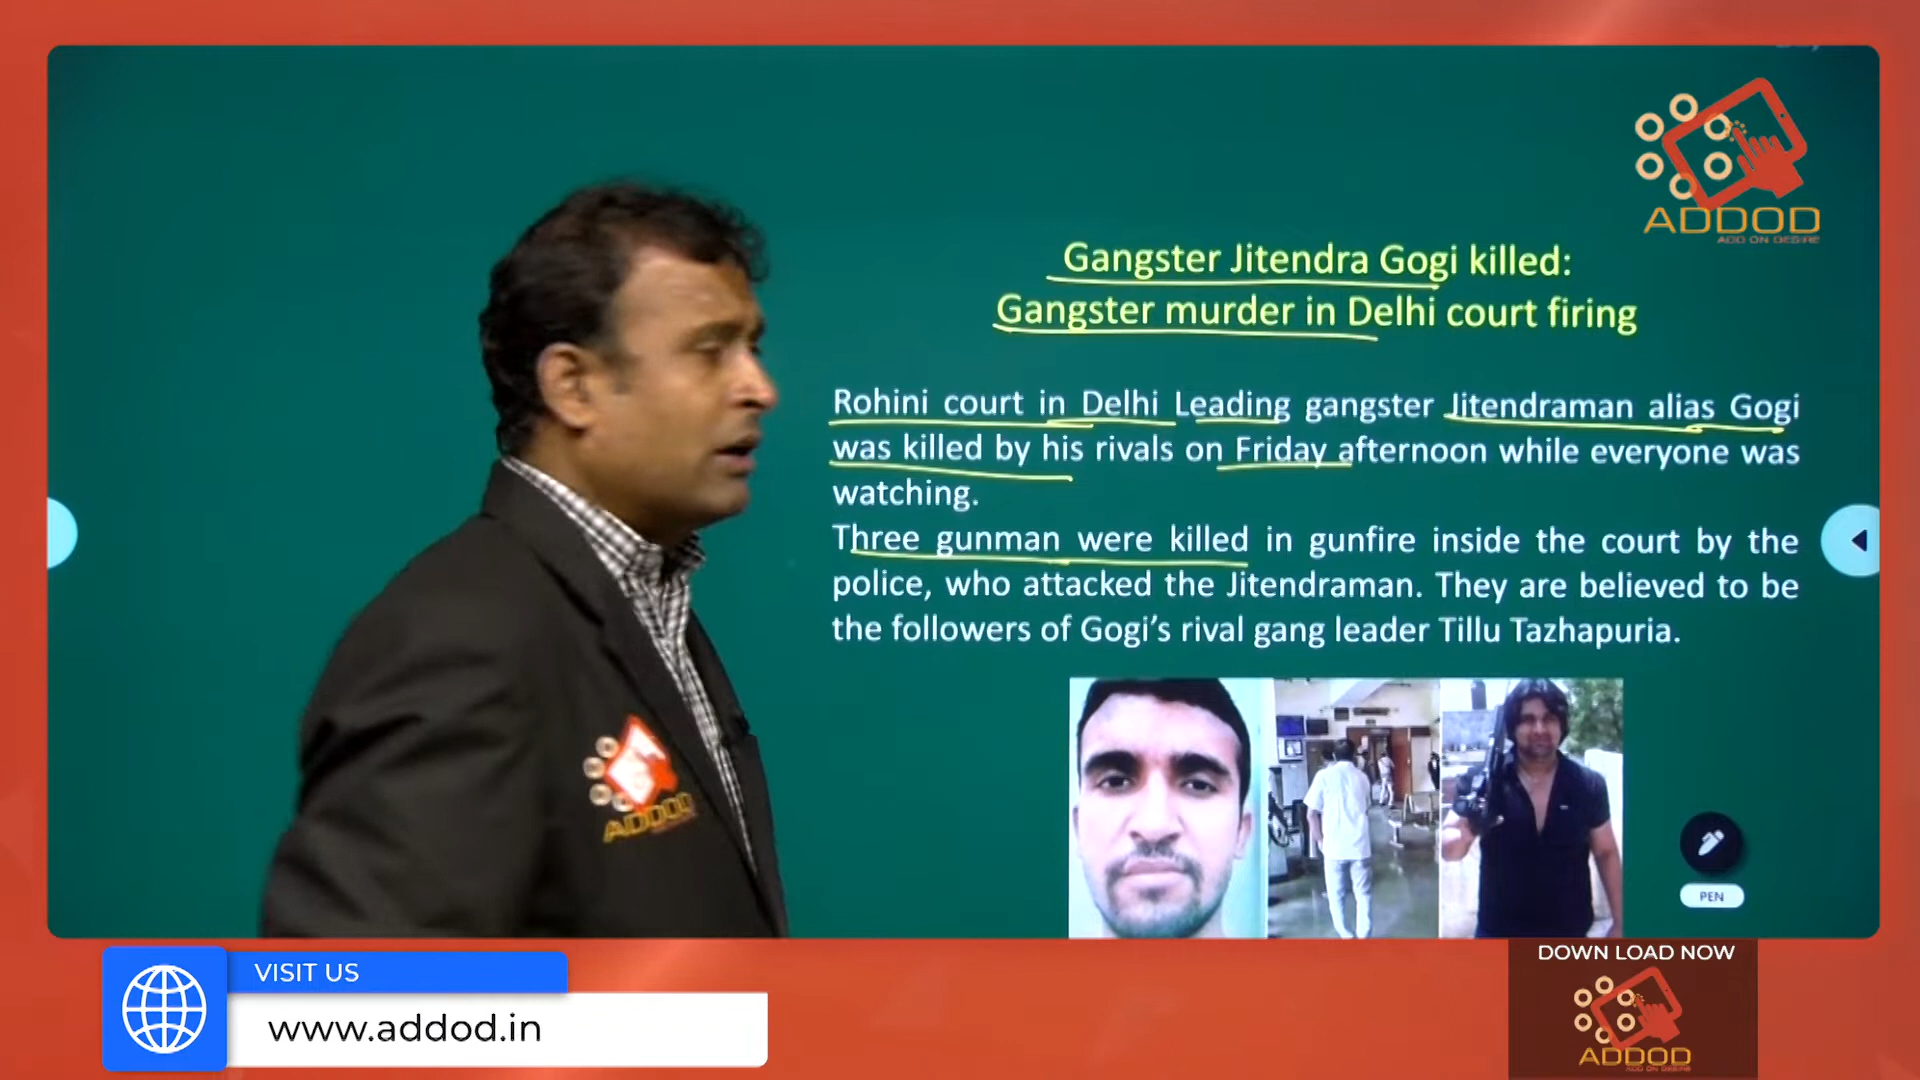 ADDOD
ADD ON DESIRE
Gangster Jitendra Gogi killed:
Gangster murder in Delhi court firing
Rohini court in Delhi Leading gangster Jitendraman alias Gogi
was killed by his rivals on Friday afternoon while everyone was
watching.
Three gunman were killed in gunfire inside the court by the
police, who attacked the Jitendraman. They are believed to be
the followers of Gogi's rival gang leader Tillu Tazhapuria.
ADDOD
PEN
VISIT US
www.addod.in
DOWN LOAD NOW
ADDOD
ADD ON DESIRE